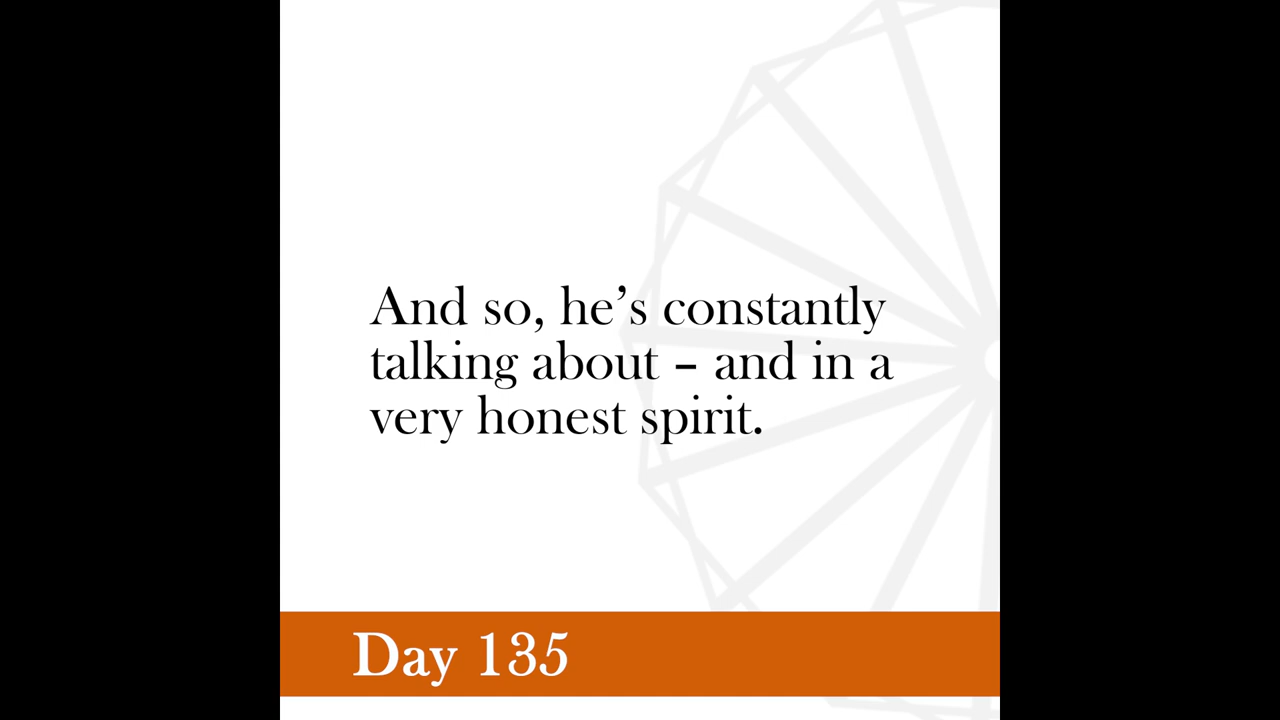 And so, he’s constantly
talking about – and in a
very honest spirit.
Day 135